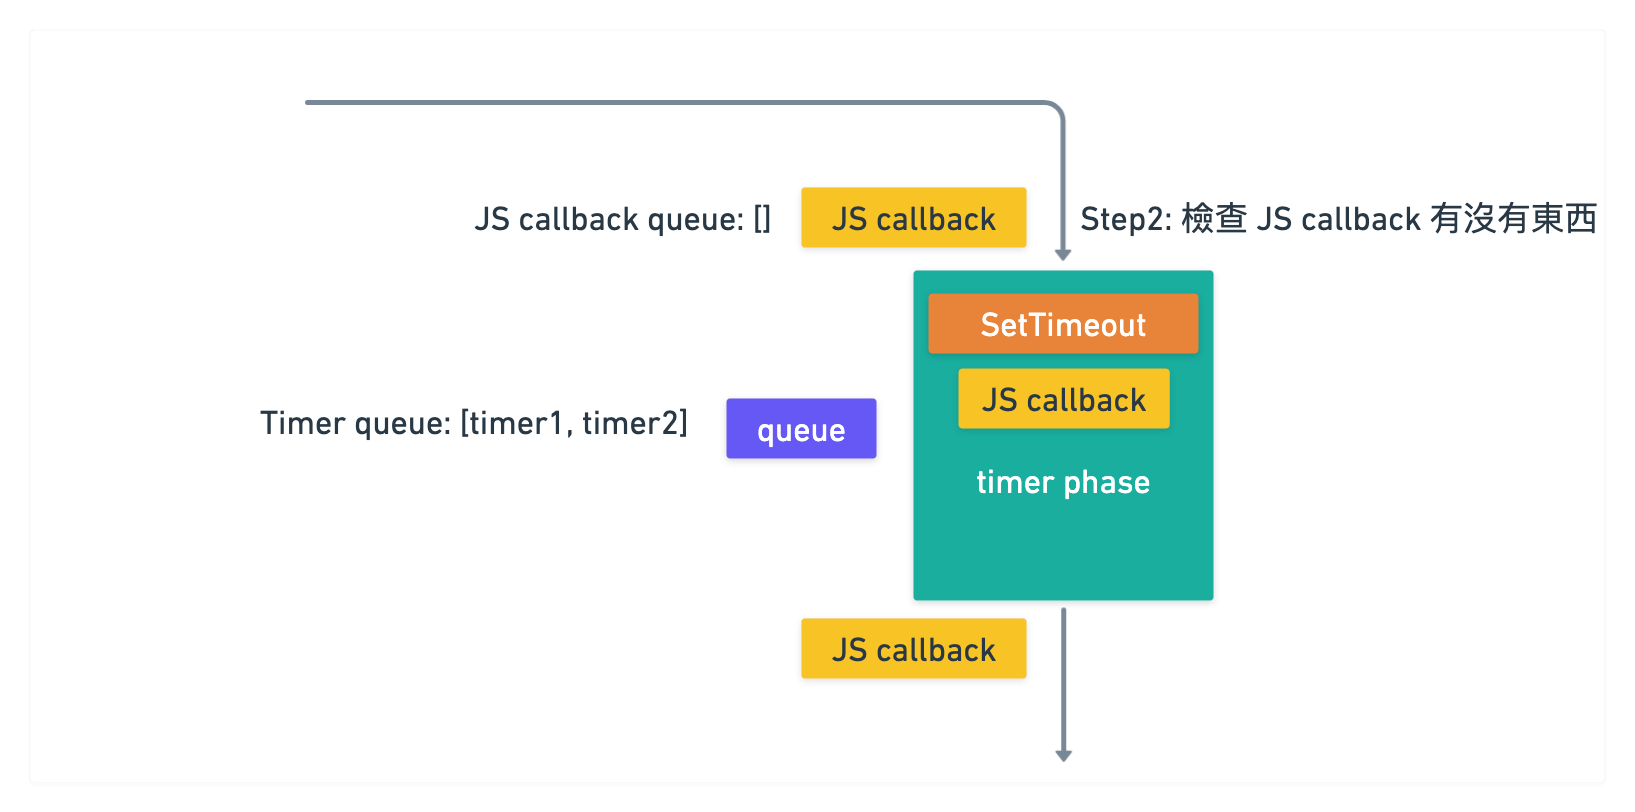 JS callback queue: []
JS callback
Step2: 檢查 JS callback 有沒有東西
SetTimeout
JS callback
Timer queue: [timer1, timer2]
queue
timer phase
JS callback